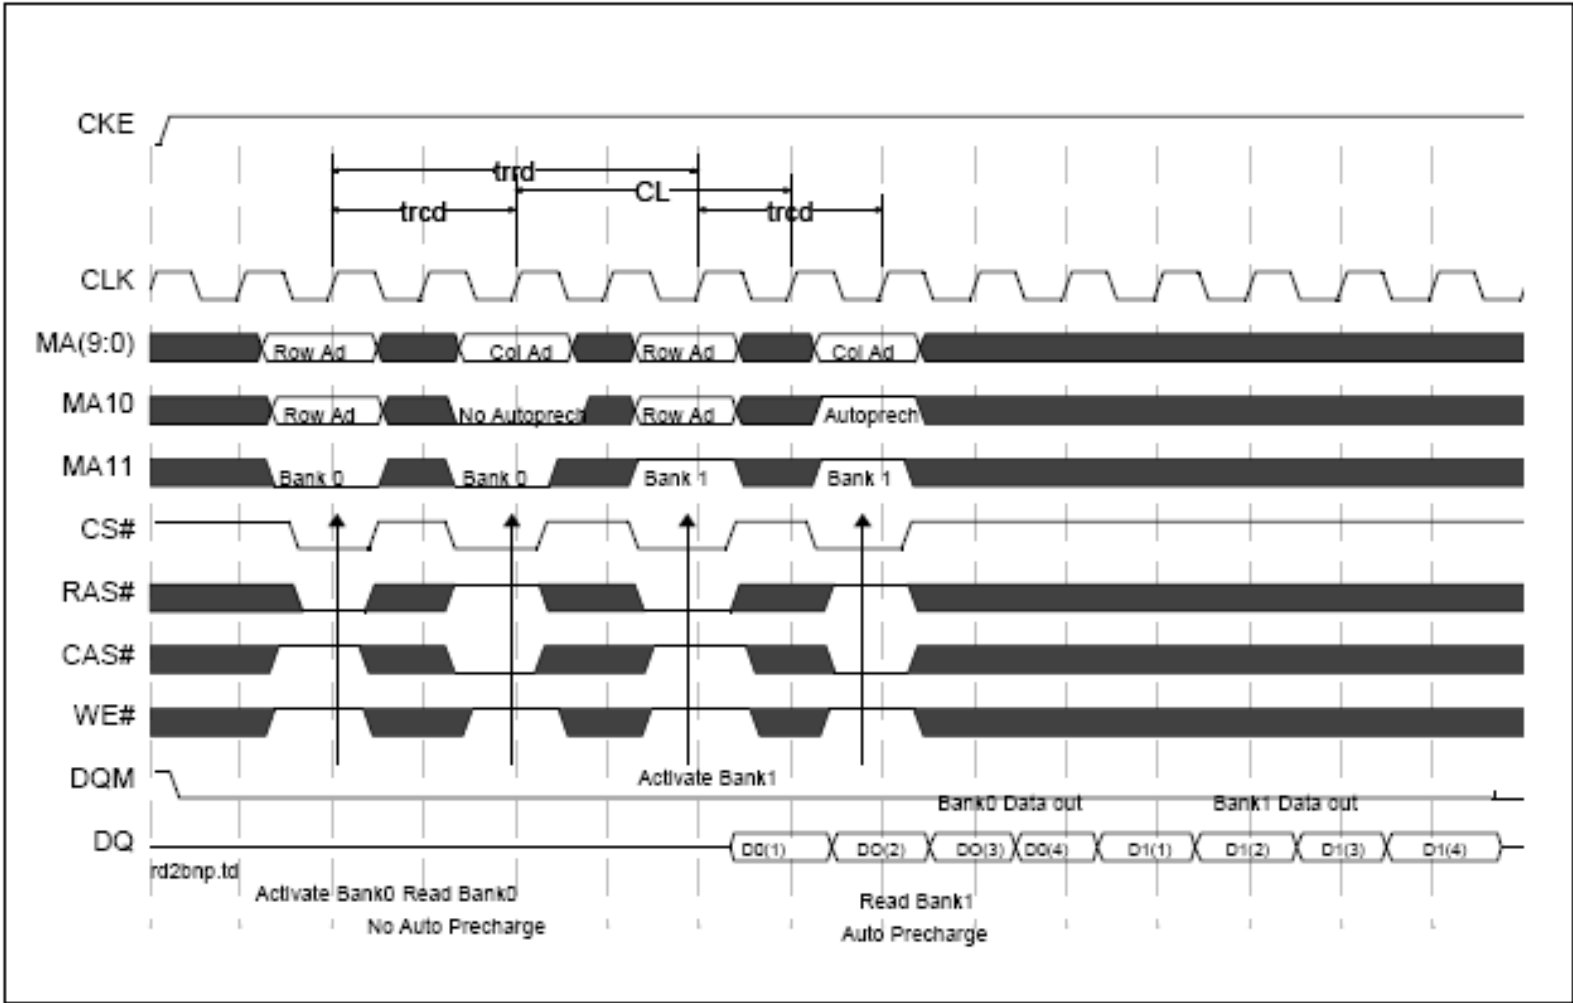 CKE
trrd
CL
trcd trcd
CLK
MA(9:0) Row Ad Col Ad Row Ad Col Ad
MA10 Row Ad No Autoprech Row Ad Autoprech
MA11 Bank 0 Bank 0 Bank 1 Bank 1
CS#
RAS#
CAS#
WE#
DQM Activate Bank1
Bank0 Data out Bank1 Data out
DQ D0(1) DO(2) DO(3) D0(4) D1(1) D1(2) D1(3) D1(4)
rd2bnp.td
Activate Bank0 Read Bank0 Read Bank1
No Auto Precharge Auto Precharge